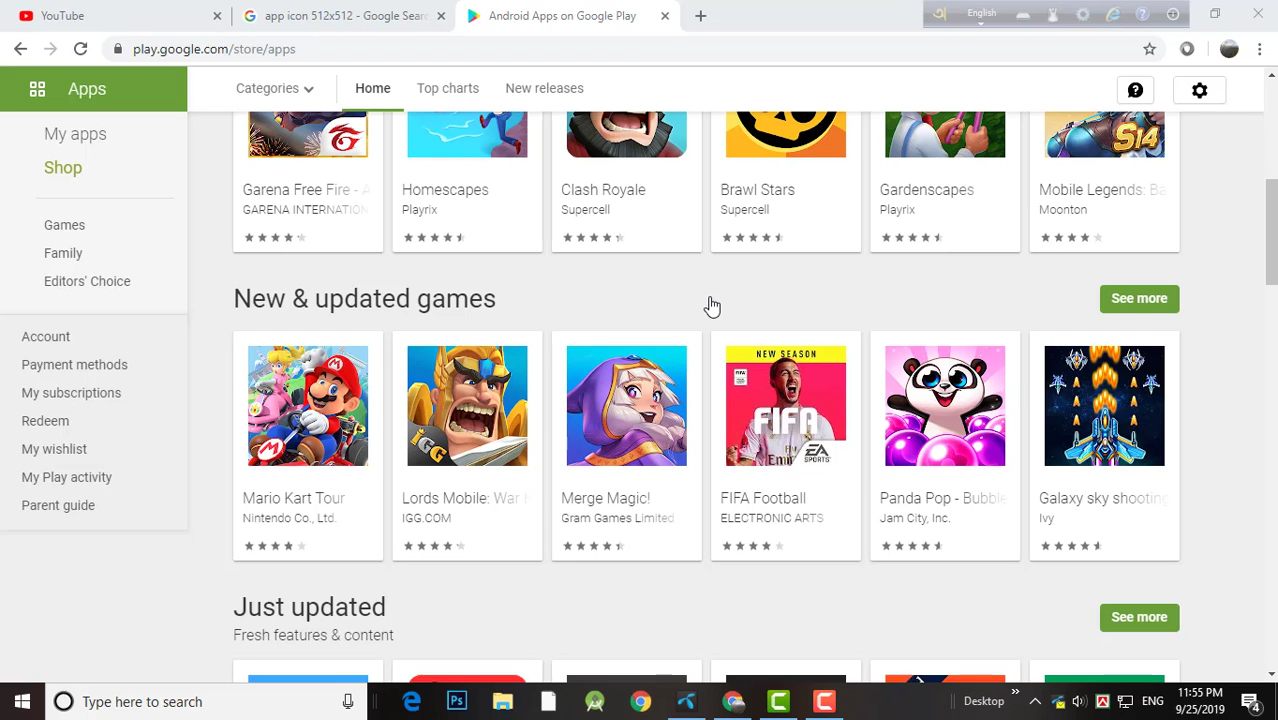 YouTube
icon 512x512 - Google Sear
Android Apps on Google Play
English
play.google.com/store/apps
Apps
Categories
Home
Top charts
New releases
My apps
Shop
Games
Family
Editors' Choice
Account
Payment methods
My subscriptions
Redeem
My wishlist
My Play activity
Parent guide
S14
Garena Free Fire - A
Homescapes
Clash Royale
Brawl Stars
Gardenscapes
Mobile Legends: Ba
GARENA INTERNATION
Playrix
Supercell
Supercell
Playrix
Moonton
New & updated games
See more
NEW SEASON
FIFA
EA
SPORTS
IGG
Mario Kart Tour
Lords Mobile: War
Merge Magic!
FIFA Football
Panda Pop - Bubble
Galaxy sky shooting
Nintendo Co., Ltd.
IGG.COM
Gram Games Limited
ELECTRONIC ARTS
Jam City, Inc.
Ivy
Just updated
See more
Fresh features & content
Type here to search
Ps
Desktop
ENG
11:55 PM
9/25/2019
4